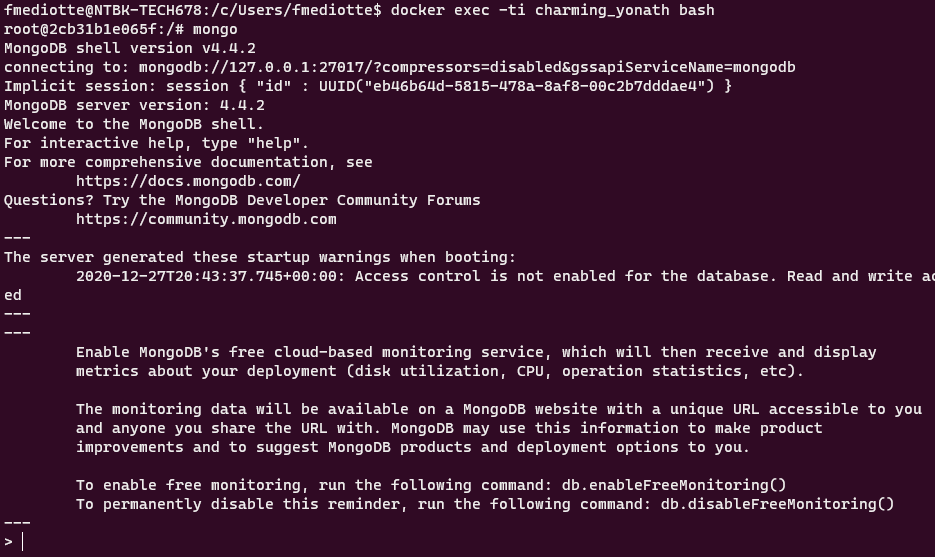 fmediotte@NTBK-TECH678:/c/Users/fmediotte$ docker exec -ti charming_yonath bash
root@2cb31b1e065f:/# mongo
MongoDB shell version v4.4.2
connecting to: mongodb://127.0.0.1:27017/?compressors=disabled&gssapiServiceName=mongodb
Implicit session: session { "id" : UUID("eb46b64d-5815-478a-8af8-00c2b7dddae4") }
MongoDB server version: 4.4.2
Welcome to the MongoDB shell.
For interactive help, type "help".
For more comprehensive documentation, see
https://docs.mongodb.com/
Questions? Try the MongoDB Developer Community Forums
https://community.mongodb.com
---
The server generated these startup warnings when booting:
2020-12-27T20:43:37.745+00:00: Access control is not enabled for the database. Read and write ac
ed
---
---
Enable MongoDB's free cloud-based monitoring service, which will then receive and display
metrics about your deployment (disk utilization, CPU, operation statistics, etc).
The monitoring data will be available on a MongoDB website with a unique URL accessible to you
and anyone you share the URL with. MongoDB may use this information to make product
improvements and to suggest MongoDB products and deployment options to you.
To enable free monitoring, run the following command: db.enableFreeMonitoring()
To permanently disable this reminder, run the following command: db.disableFreeMonitoring()
---
>